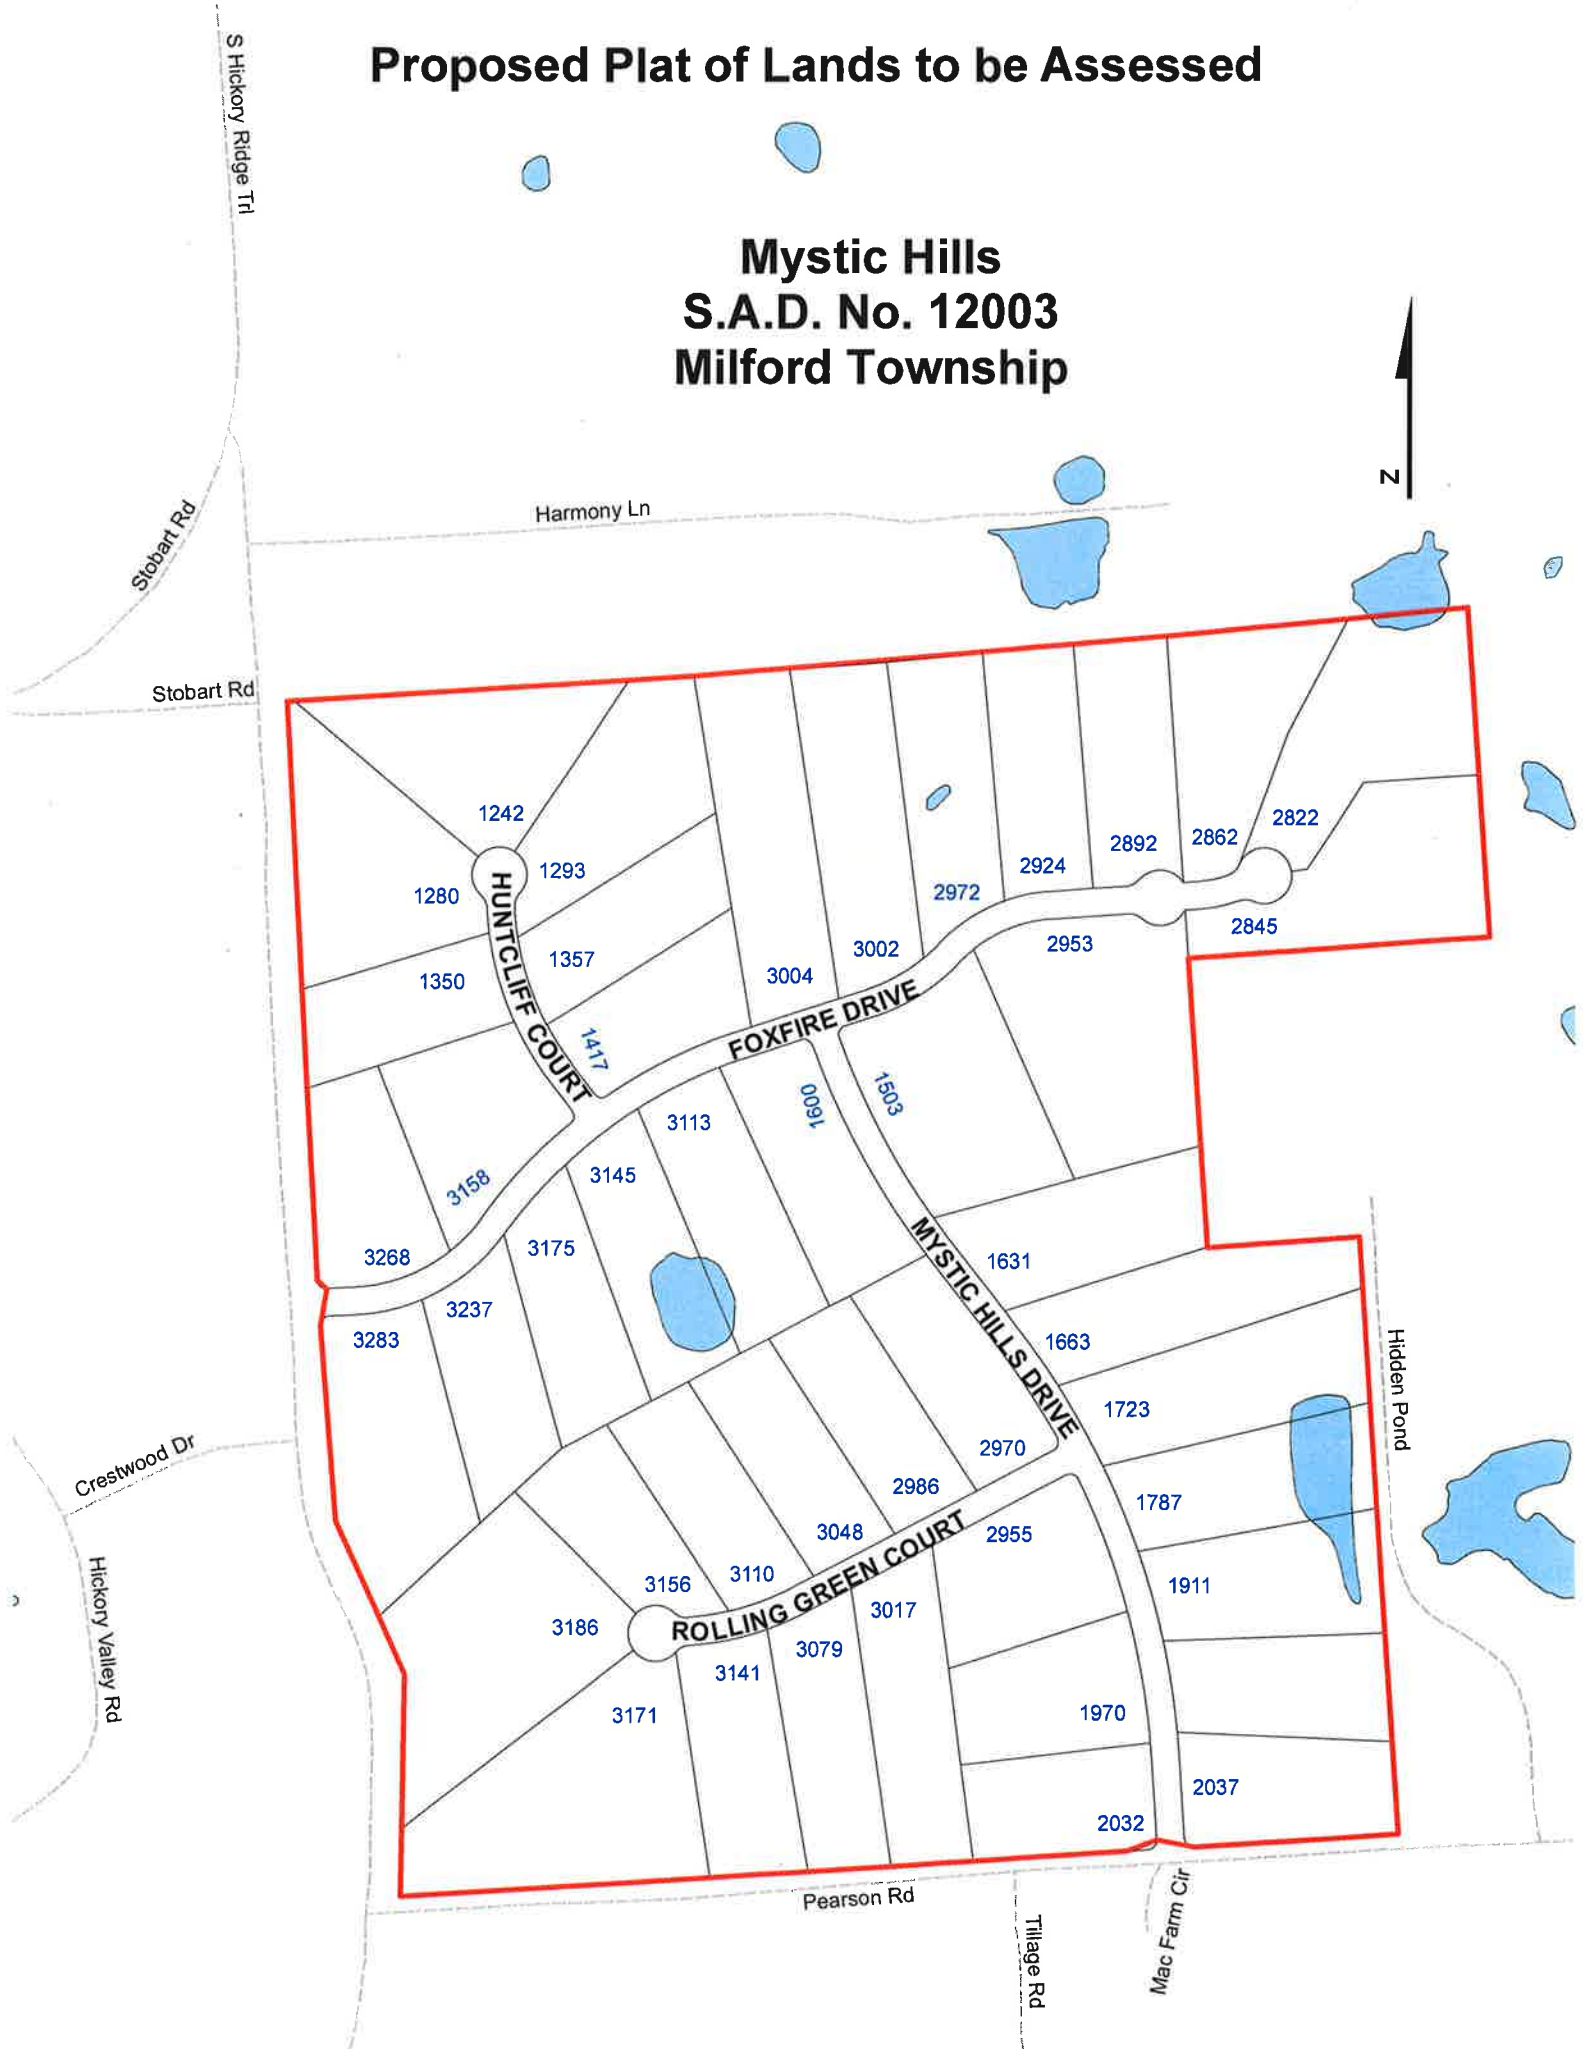 Proposed Plat of Lands to be Assessed
S Hickory Ridge Trl
Mystic Hills
S.A.D. No. 12003
Milford Township
N
Harmony Ln
Stobart Rd
Stobart Rd
1242
1293
1280
1357
1350
HUNTCLIFF COURT
1417
2822
2862
2892
2924
2972
2845
2953
3002
3004
FOXFIRE DRIVE
1503
1600
3113
3145
3158
3175
3268
3237
3283
MYSTIC HILLS DRIVE
1631
1663
1723
Hidden Pond
2970
2986
1787
3048
2955
3110
3156
ROLLING GREEN COURT
1911
3186
3017
3079
3141
3171
1970
2037
2032
Crestwood Dr
Hickory Valley Rd
Pearson Rd
Tillage Rd
Mac Farm Cir